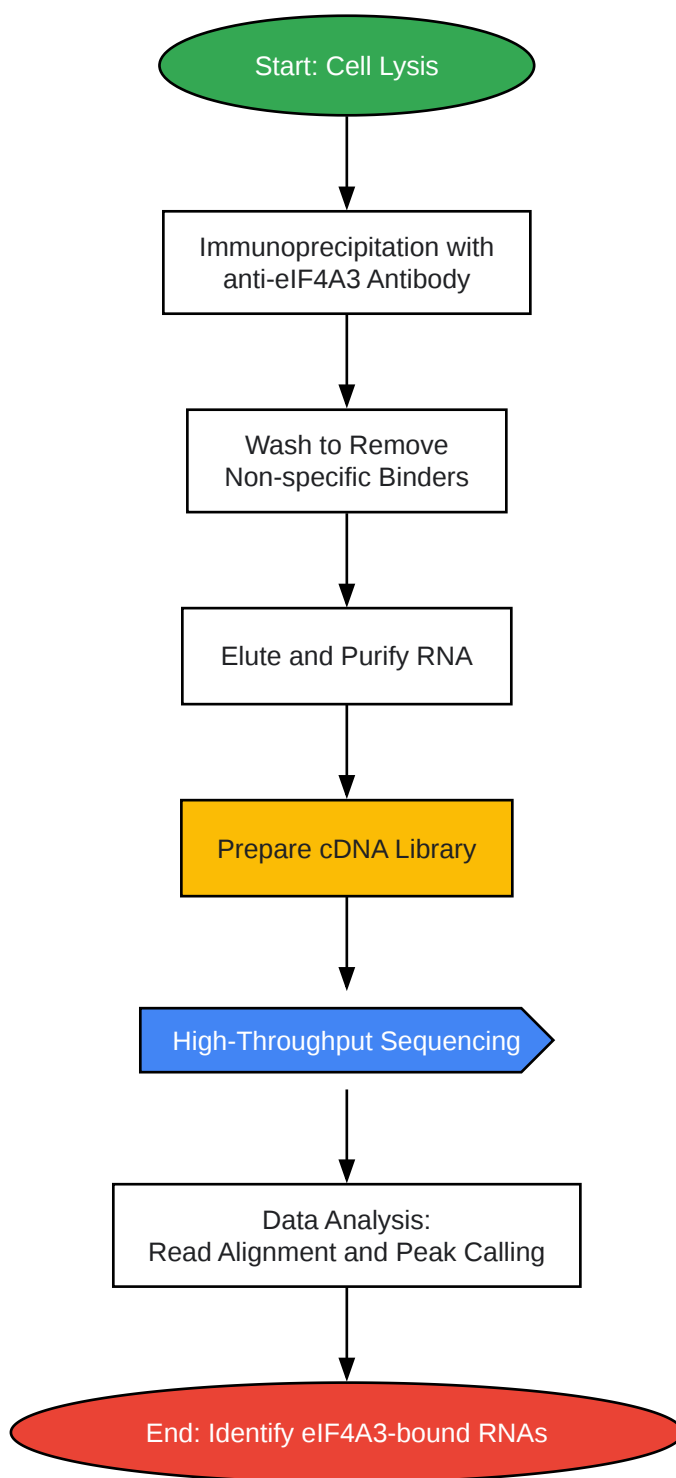 Start: Cell Lysis
Immunoprecipitation with
anti-eIF4A3 Antibody
Wash to Remove
Non-specific Binders
Elute and Purify RNA
Prepare cDNA Library
High-Throughput Sequencing
Data Analysis:
Read Alignment and Peak Calling
End: Identify eIF4A3-bound RNAs